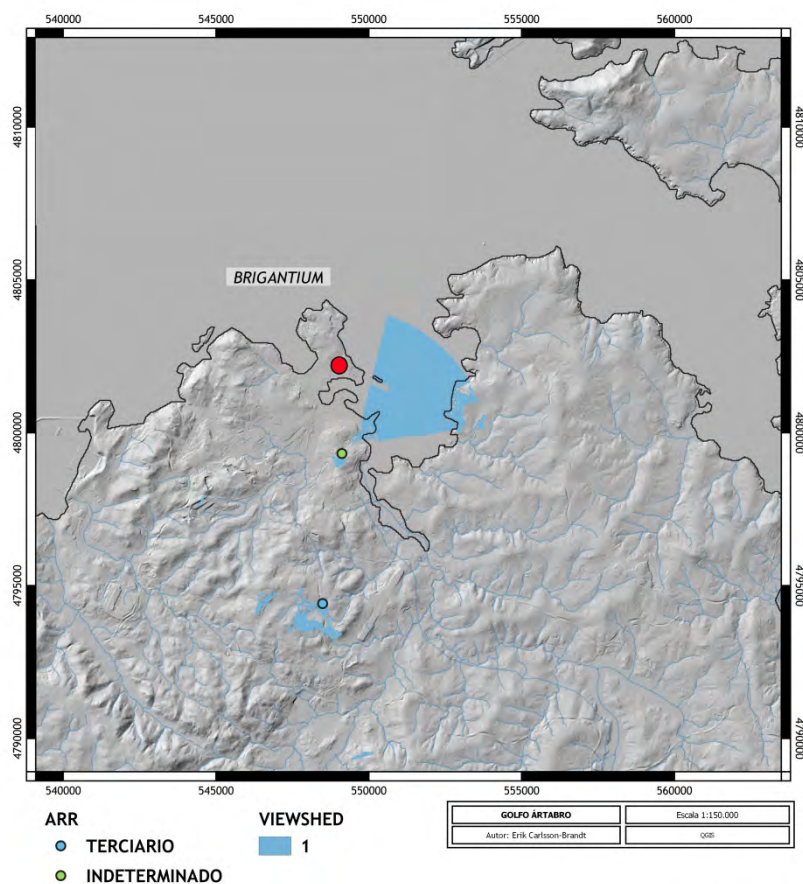 540000 545000 550000 555000 560000
4810000 4810000
4805000 4805000
BRIGANTIUM
4800000 4800000
4795000 4795000
4790000 4790000
540000 545000 550000 555000 560000
ARR
TERCIARIO
INDETERMINADO
VIEWSHED
1
GOLFO ÁRTABRO
Escala 1:150.000
Autor: Erik Carlsson-Brandt
QGIS